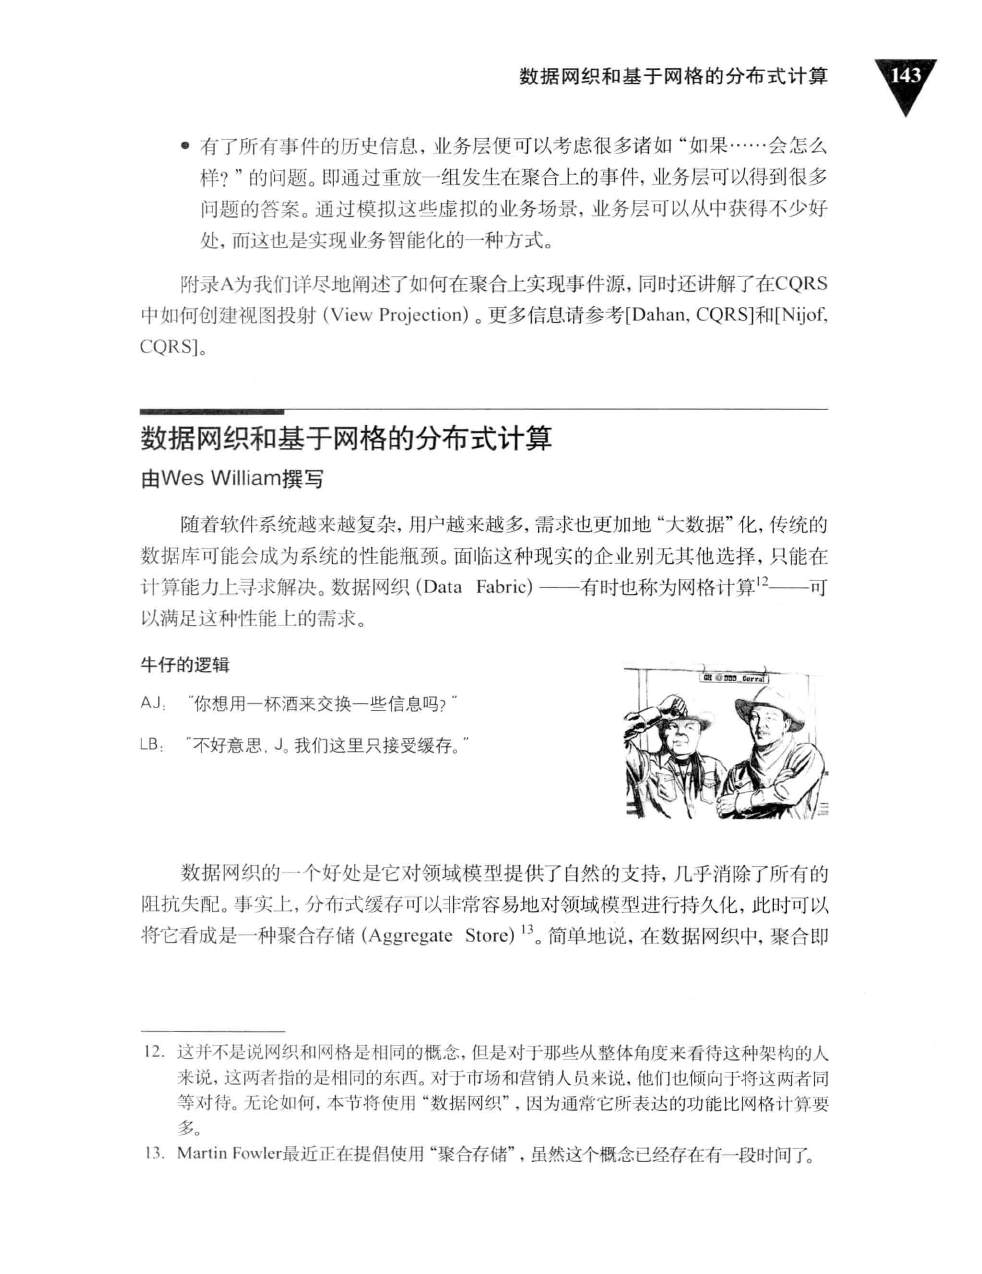 数据网织和基于网格的分布式计算
143
● 有了所有事件的历史信息，业务层便可以考虑很多诸如“如果……会怎么
样？”的问题。即通过重放一组发生在聚合上的事件，业务层可以得到很多
问题的答案。通过模拟这些虚拟的业务场景，业务层可以从中获得不少好
处，而这也是实现业务智能化的一种方式。
附录A为我们详尽地阐述了如何在聚合上实现事件源，同时还讲解了在CQRS
中如何创建视图投射（View Projection）。更多信息请参考[Dahan, CQRS]和[Nijof,
CQRS]。
数据网织和基于网格的分布式计算
由Wes William撰写
随着软件系统越来越复杂，用户越来越多，需求也更加地“大数据”化，传统的
数据库可能会成为系统的性能瓶颈。面临这种现实的企业别无其他选择，只能在
计算能力上寻求解决。数据网织（Data Fabric）——有时也称为网格计算12——可
以满足这种性能上的需求。
牛仔的逻辑
AJ：“你想用一杯酒来交换一些信息吗？”
LB：“不好意思，J。我们这里只接受缓存。”
OK @ DDD_Corral
数据网织的一个好处是它对领域模型提供了自然的支持，几乎消除了所有的
阻抗失配。事实上，分布式缓存可以非常容易地对领域模型进行持久化，此时可以
将它看成是一种聚合存储（Aggregate Store）13。简单地说，在数据网织中，聚合即
12. 这并不是说网织和网格是相同的概念，但是对于那些从整体角度来看待这种架构的人
来说，这两者指的是相同的东西。对于市场和营销人员来说，他们也倾向于将这两者同
等对待。无论如何，本节将使用“数据网织”，因为通常它所表达的功能比网格计算要
多。
13. Martin Fowler最近正在提倡使用“聚合存储”，虽然这个概念已经存在有一段时间了。